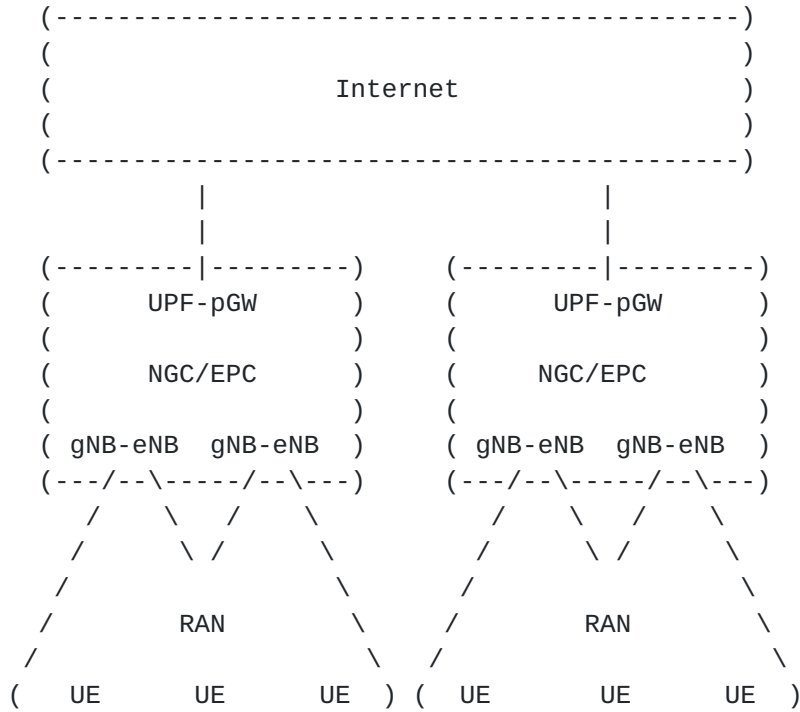 Internet
UPF-pGW UPF-pGW
NGC/EPC NGC/EPC
gNB-eNB gNB-eNB gNB-eNB gNB-eNB
RAN RAN
UE UE UE UE UE UE